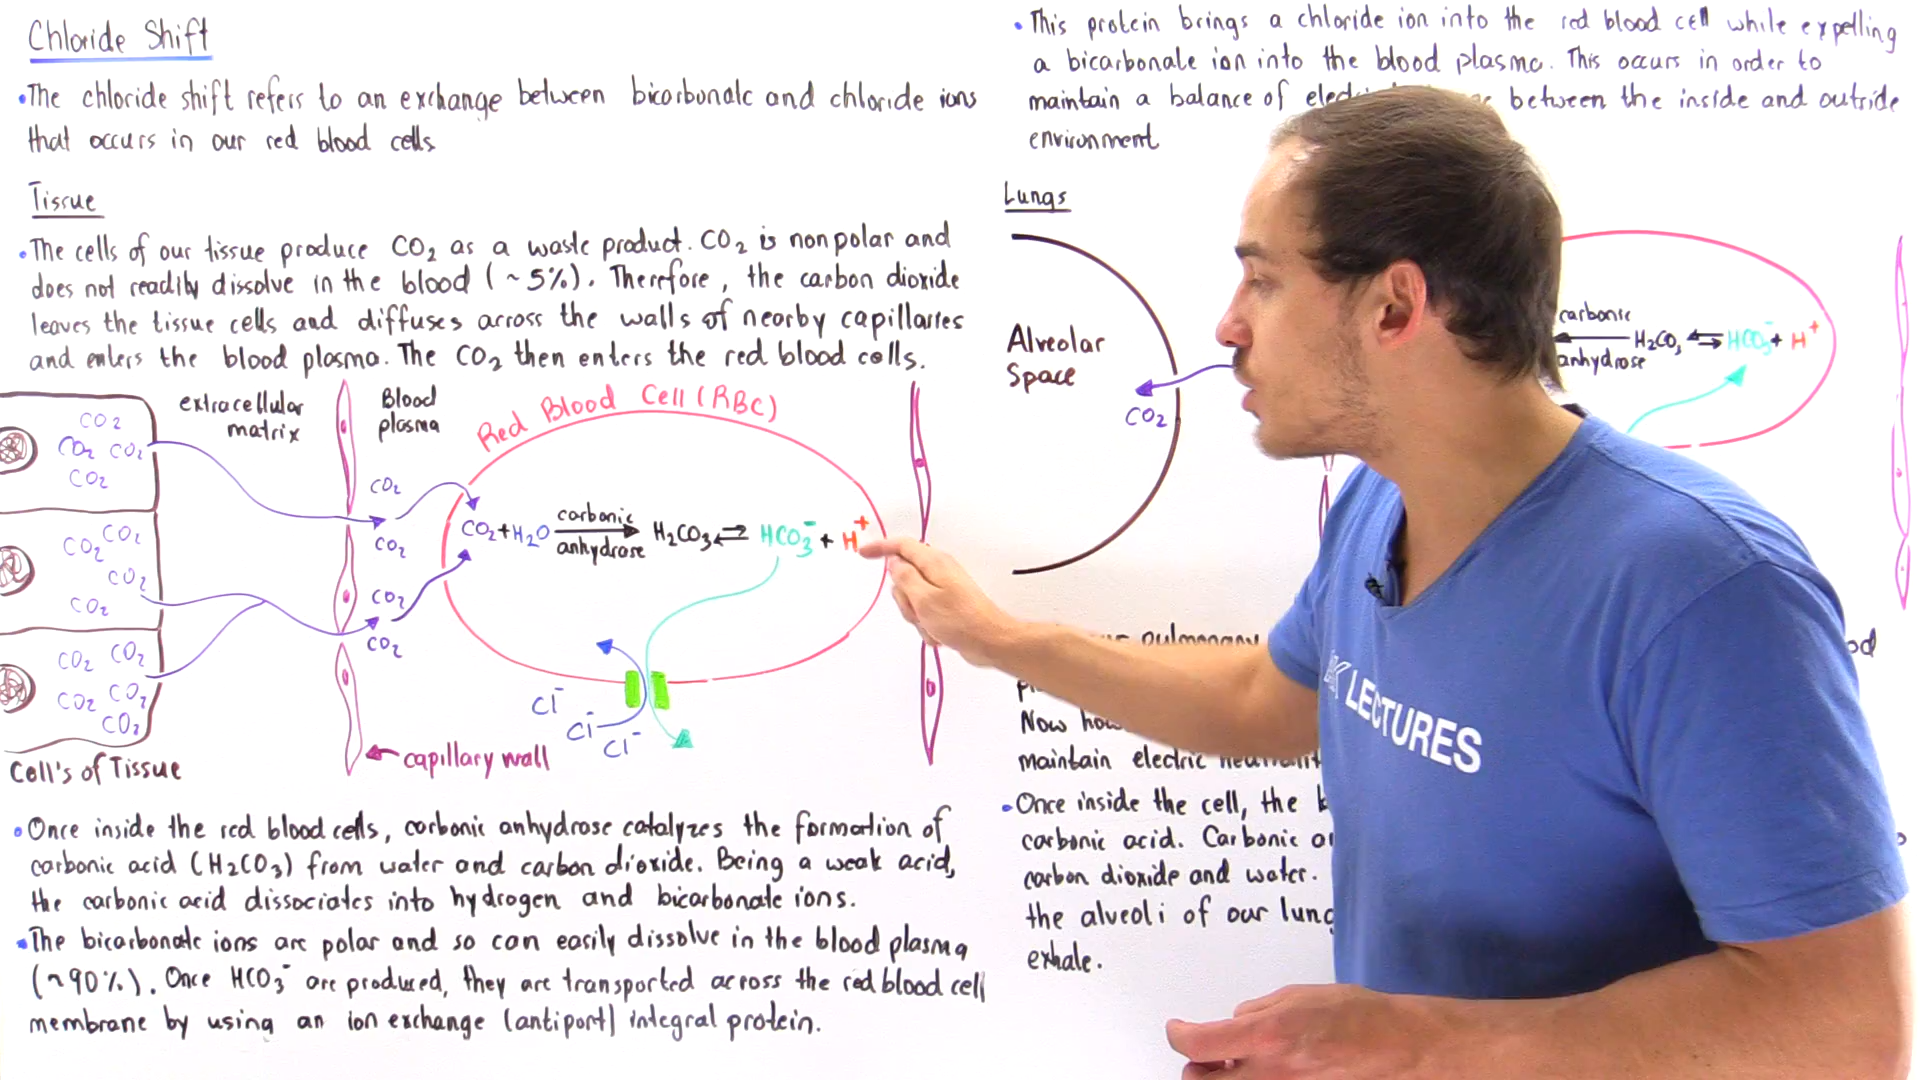 Chloride Shift
•The chloride shift refers to an exchange between bicarbonate and chloride ions
that occurs in our red blood cells
Tissue
•The cells of our tissue produce CO₂ as a waste product. CO₂ is nonpolar and
does not readily dissolve in the blood (~5%). Therefore, the carbon dioxide
leaves the tissue cells and diffuses across the walls of nearby capillaries
and enters the blood plasma. The CO₂ then enters the red blood cells.
CO₂
CO₂ CO₂
CO₂
CO₂
CO₂
CO₂
CO₂
CO₂ CO₂
CO₂ CO₂
CO₂
Cell's of Tissue
extracellular
matrix
Blood
plasma
CO₂
CO₂
CO₂
CO₂
capillary wall
Red Blood Cell (RBC)
CO₂+H₂O carbonic anhydrase H₂CO₃ ⇌ HCO₃⁻ + H⁺
Cl⁻
Cl⁻
Cl⁻
•Once inside the red blood cells, carbonic anhydrase catalyzes the formation of
carbonic acid (H₂CO₃) from water and carbon dioxide. Being a weak acid,
the carbonic acid dissociates into hydrogen and bicarbonate ions.
•The bicarbonate ions are polar and so can easily dissolve in the blood plasma
(~90%). Once HCO₃⁻ are produced, they are transported across the red blood cell
membrane by using an ion exchange (antiport) integral protein.
•This protein brings a chloride ion into the red blood cell while expelling
a bicarbonate ion into the blood plasma. This occurs in order to
maintain a balance of between the inside and outside
environment
Lungs
Alveolar
Space
CO₂
carbonic
anhydrase
H₂CO₃ ⇌ HCO₃⁻ + H⁺
pulmonary
Now
maintain electric
•Once inside the cell, the
carbonic acid. Carbonic
carbon dioxide and water.
the alveoli of our
exhale.
LECTURES